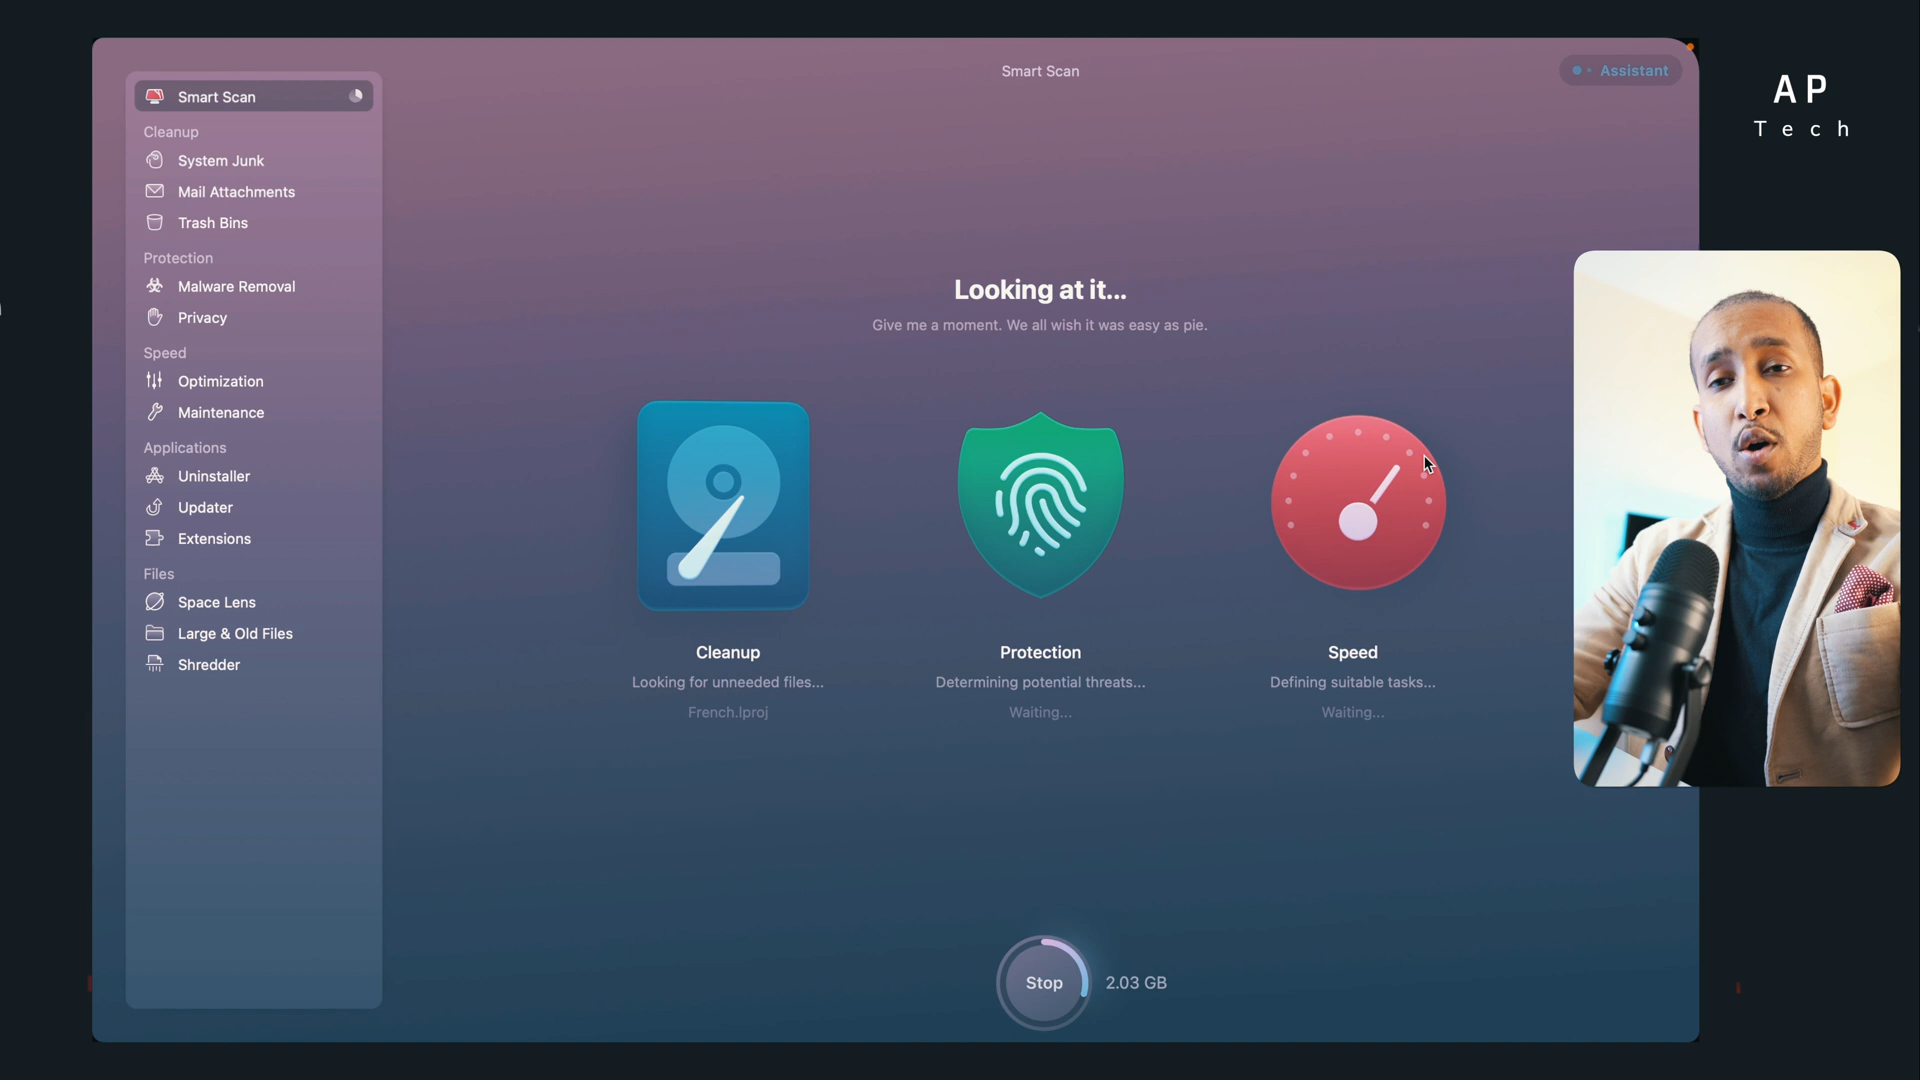 Smart Scan
Assistant
AP
Tech
Smart Scan
Cleanup
System Junk
Mail Attachments
Trash Bins
Protection
Malware Removal
Privacy
Speed
Optimization
Maintenance
Applications
Uninstaller
Updater
Extensions
Files
Space Lens
Large & Old Files
Shredder
Looking at it...
Give me a moment. We all wish it was easy as pie.
Cleanup
Looking for unneeded files...
French.lproj
Protection
Determining potential threats...
Waiting...
Speed
Defining suitable tasks...
Waiting...
Stop
2.03 GB